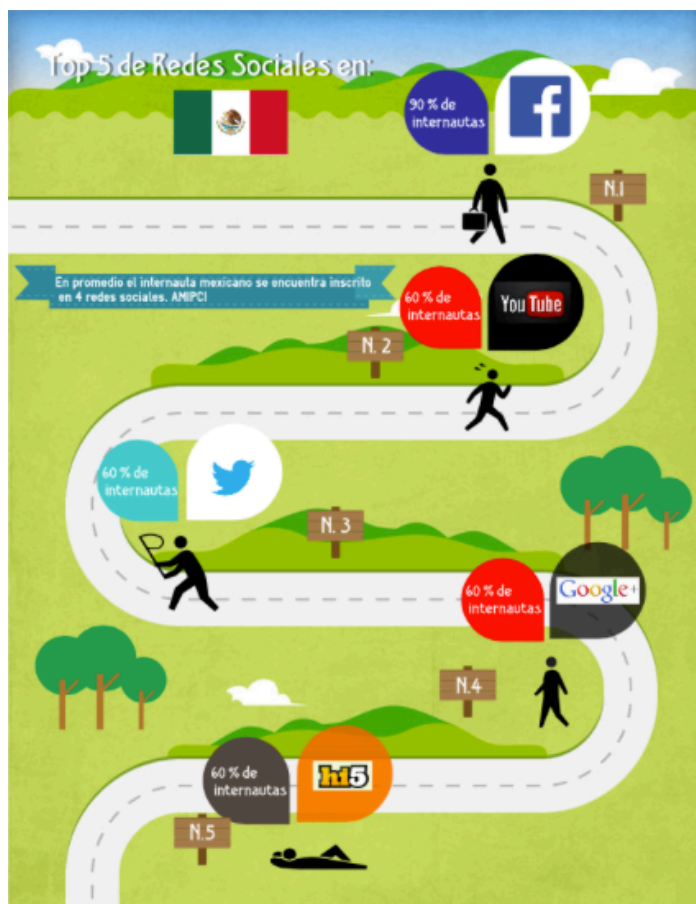 Top 5 de Redes Sociales en:
90 % de
internautas
f
N.1
En promedio el internauta mexicano se encuentra inscrito
en 4 redes sociales. AMIPCI
60 % de
internautas
You Tube
N. 2
60 % de
internautas
N. 3
60 % de
internautas
Google+
N.4
60 % de
internautas
hi5
N.5